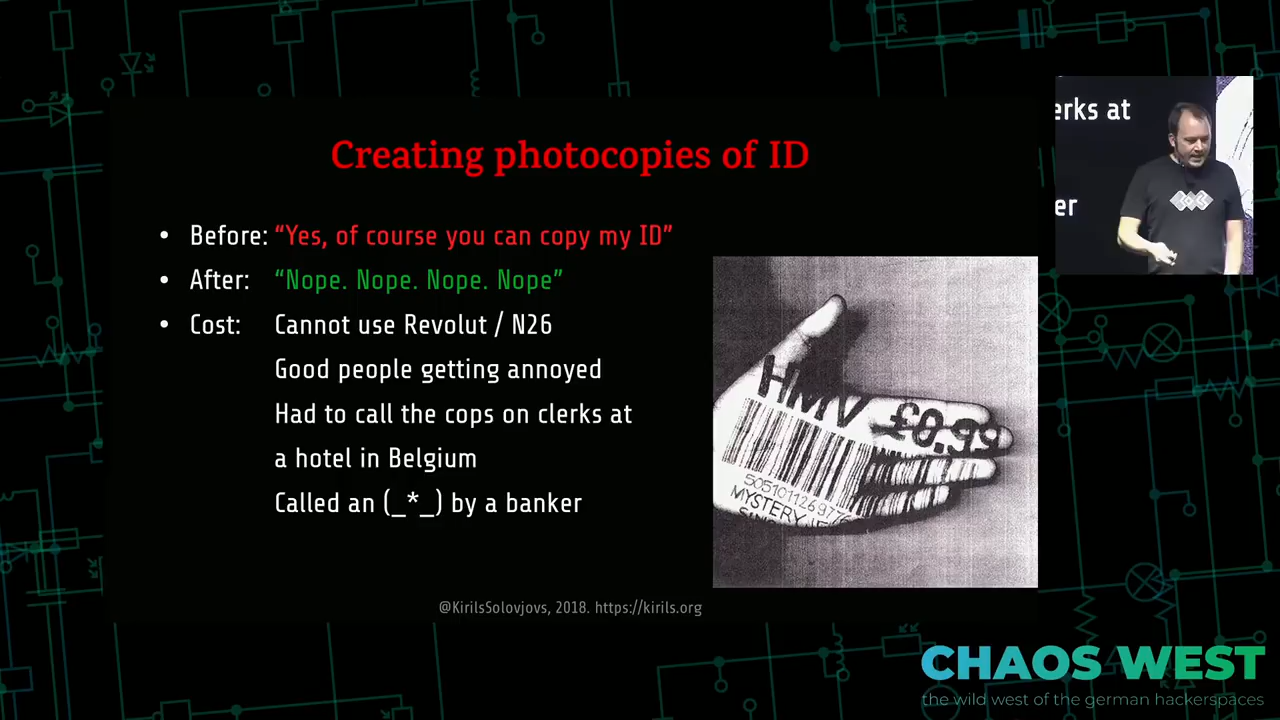 Creating photocopies of ID
• Before: “Yes, of course you can copy my ID”
• After: “Nope. Nope. Nope. Nope”
• Cost: Cannot use Revolut / N26
Good people getting annoyed
Had to call the cops on clerks at
a hotel in Belgium
Called an (_*_) by a banker
@KirilsSolovjovs, 2018. https://kirils.org
erks at
er
HMV £0.99
MYSTERY
CHAOS WEST
the wild west of the german hackerspaces